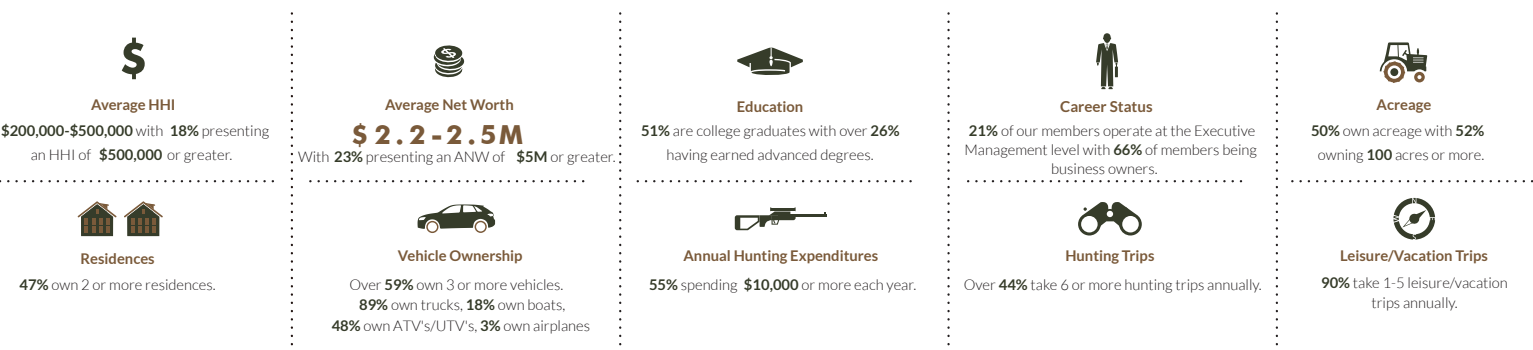 Average HHI
$200,000-$500,000 with 18% presenting
an HHI of $500,000 or greater.
Average Net Worth
$2.2-2.5M
With 23% presenting an ANW of $5M or greater.
Education
51% are college graduates with over 26%
having earned advanced degrees.
Career Status
21% of our members operate at the Executive
Management level with 66% of members being
business owners.
Acreage
50% own acreage with 52%
owning 100 acres or more.
Residences
47% own 2 or more residences.
Vehicle Ownership
Over 59% own 3 or more vehicles.
89% own trucks, 18% own boats,
48% own ATV's/UTV's, 3% own airplanes
Annual Hunting Expenditures
55% spending $10,000 or more each year.
Hunting Trips
Over 44% take 6 or more hunting trips annually.
Leisure/Vacation Trips
90% take 1-5 leisure/vacation
trips annually.